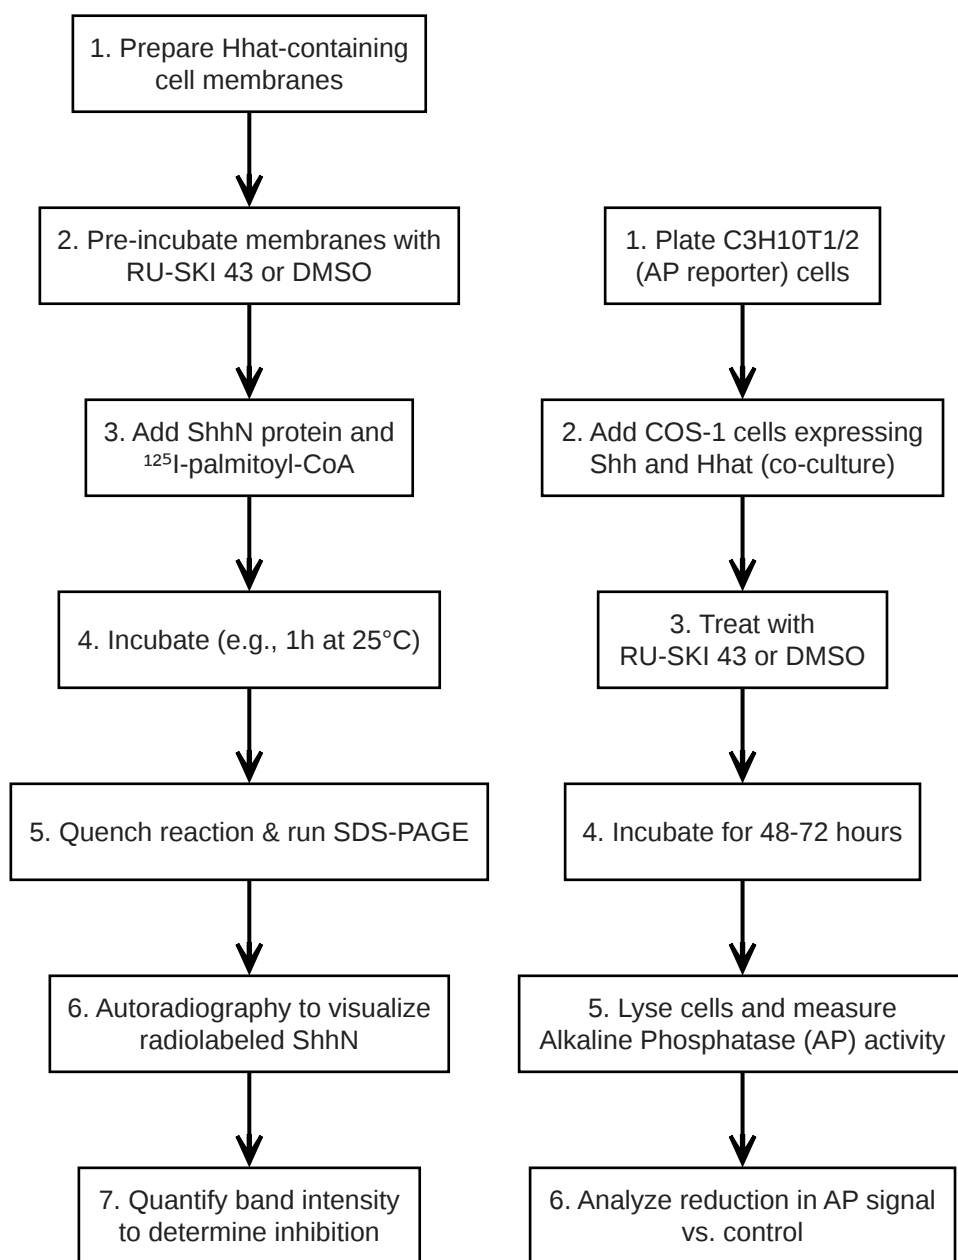 1. Prepare Hhat-containing
cell membranes
2. Pre-incubate membranes with
RU-SKI 43 or DMSO
3. Add ShhN protein and
¹²⁵I-palmitoyl-CoA
4. Incubate (e.g., 1h at 25°C)
5. Quench reaction & run SDS-PAGE
6. Autoradiography to visualize
radiolabeled ShhN
7. Quantify band intensity
to determine inhibition
1. Plate C3H10T1/2
(AP reporter) cells
2. Add COS-1 cells expressing
Shh and Hhat (co-culture)
3. Treat with
RU-SKI 43 or DMSO
4. Incubate for 48-72 hours
5. Lyse cells and measure
Alkaline Phosphatase (AP) activity
6. Analyze reduction in AP signal
vs. control